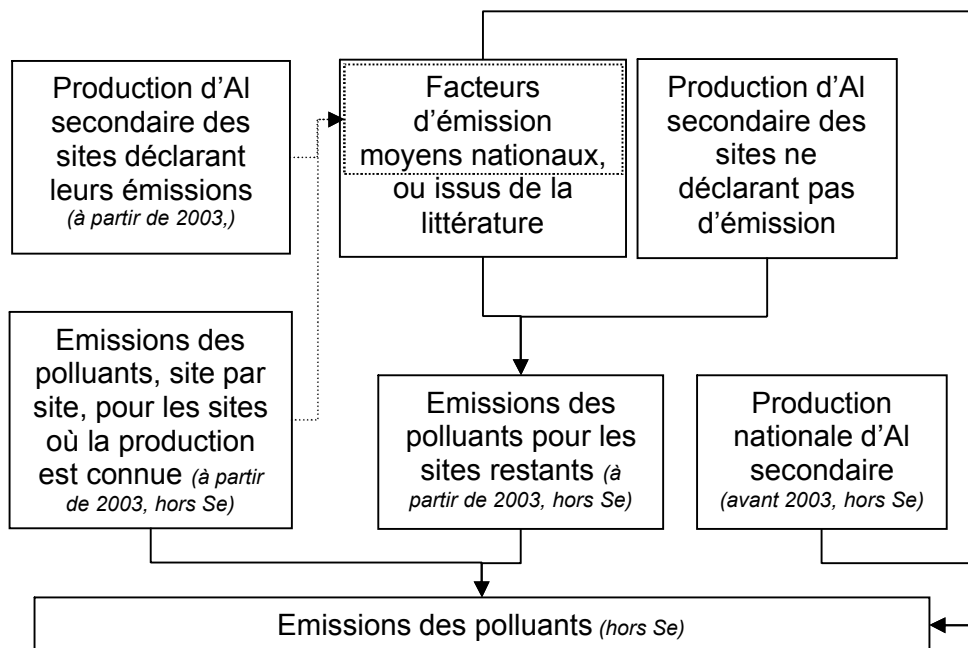 Production d’Al
secondaire des
sites déclarant
leurs émissions
(à partir de 2003,)
Facteurs
d’émission
moyens nationaux,
ou issus de la
littérature
Production d’Al
secondaire des
sites ne
déclarant pas
d’émission
Emissions des
polluants, site par
site, pour les sites
où la production
est connue (à partir
de 2003, hors Se)
Emissions des
polluants pour les
sites restants (à
partir de 2003, hors Se)
Production
nationale d’Al
secondaire
(avant 2003, hors Se)
Emissions des polluants (hors Se)